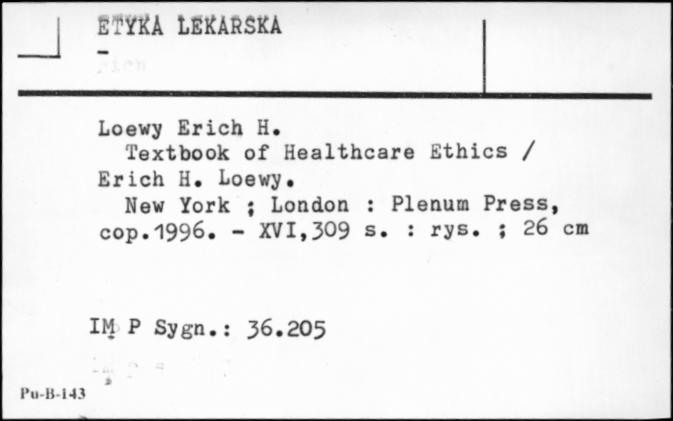 ETYKA LEKARSKA
-
Loewy Erich H.
Textbook of Healthcare Ethics /
Erich H. Loewy.
New York ; London : Plenum Press,
cop.1996. - XVI,309 s. : rys. ; 26 cm
IM P Sygn.: 36.205
Pu-B-143